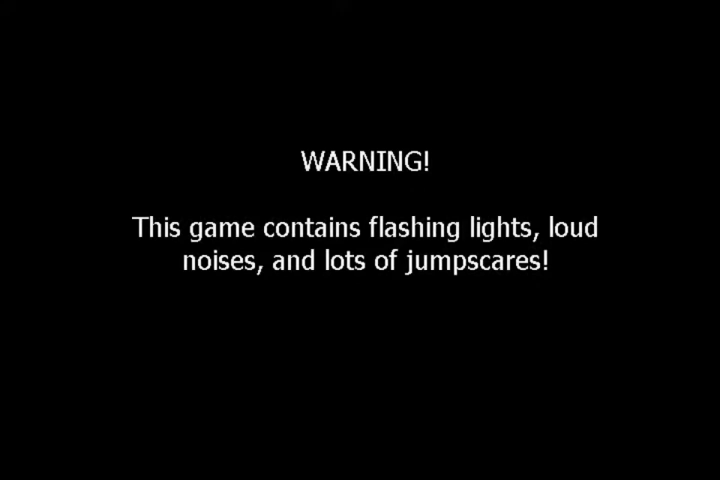 WARNING!
This game contains flashing lights, loud
noises, and lots of jumpscares!